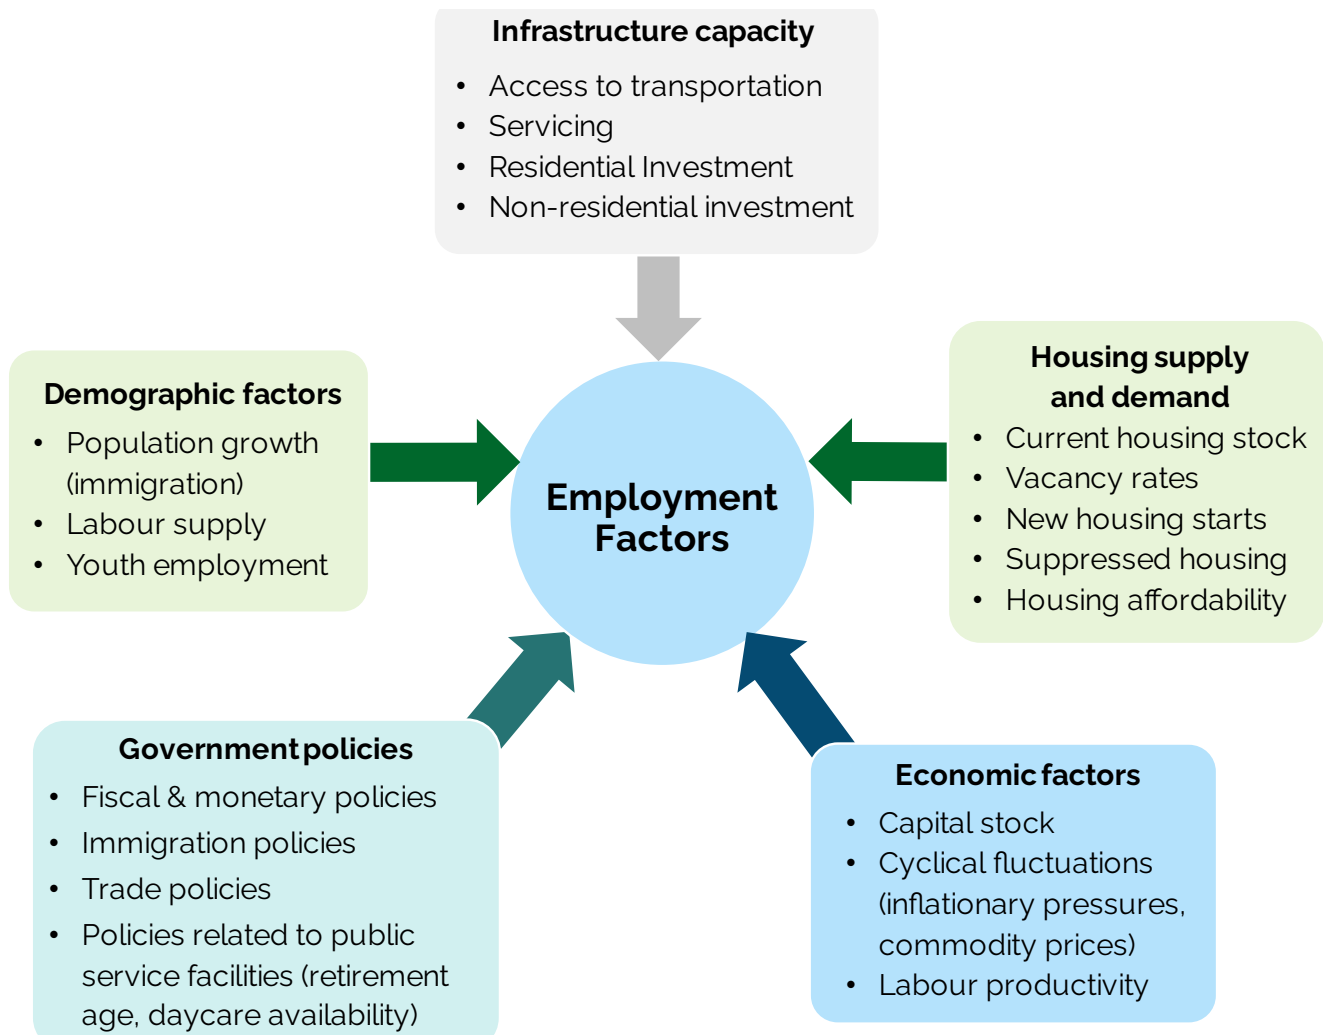 Infrastructure capacity
• Access to transportation
• Servicing
• Residential Investment
• Non-residential investment
Demographic factors
• Population growth
(immigration)
• Labour supply
• Youth employment
Employment
Factors
Housing supply
and demand
• Current housing stock
• Vacancy rates
• New housing starts
• Suppressed housing
• Housing affordability
Government policies
• Fiscal & monetary policies
• Immigration policies
• Trade policies
• Policies related to public
service facilities (retirement
age, daycare availability)
Economic factors
• Capital stock
• Cyclical fluctuations
(inflationary pressures,
commodity prices)
• Labour productivity